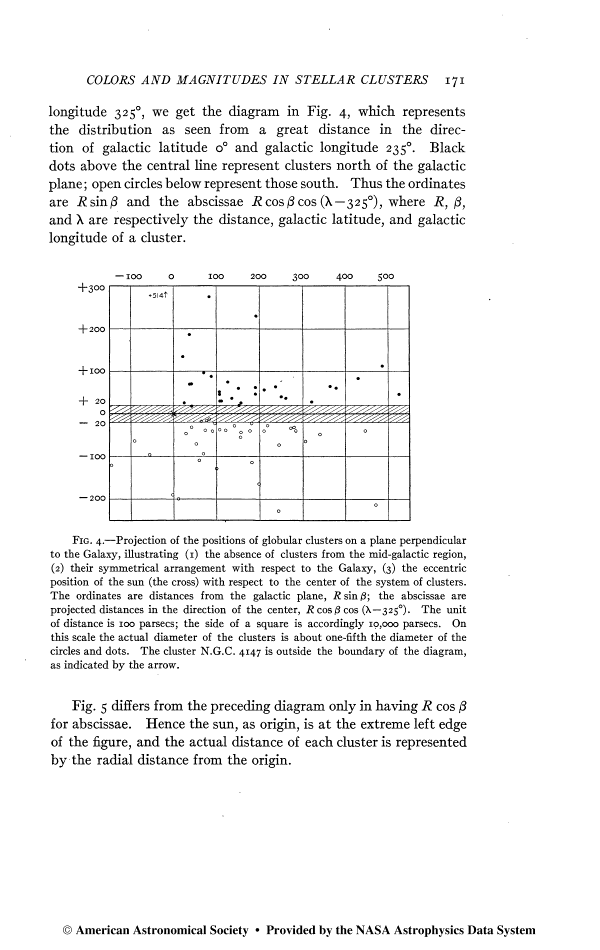 COLORS AND MAGNITUDES IN STELLAR CLUSTERS 171
longitude 325°, we get the diagram in Fig. 4, which represents
the distribution as seen from a great distance in the direc-
tion of galactic latitude 0° and galactic longitude 235°. Black
dots above the central line represent clusters north of the galactic
plane; open circles below represent those south. Thus the ordinates
are R sin β and the abscissae R cos β cos (λ−325°), where R, β,
and λ are respectively the distance, galactic latitude, and galactic
longitude of a cluster.
−100 0 100 200 300 400 500
+300
+514↑
+200
+100
+ 20
0
− 20
−100
−200
FIG. 4.—Projection of the positions of globular clusters on a plane perpendicular
to the Galaxy, illustrating (1) the absence of clusters from the mid-galactic region,
(2) their symmetrical arrangement with respect to the Galaxy, (3) the eccentric
position of the sun (the cross) with respect to the center of the system of clusters.
The ordinates are distances from the galactic plane, R sin β; the abscissae are
projected distances in the direction of the center, R cos β cos (λ−325°). The unit
of distance is 100 parsecs; the side of a square is accordingly 10,000 parsecs. On
this scale the actual diameter of the clusters is about one-fifth the diameter of the
circles and dots. The cluster N.G.C. 4147 is outside the boundary of the diagram,
as indicated by the arrow.
Fig. 5 differs from the preceding diagram only in having R cos β
for abscissae. Hence the sun, as origin, is at the extreme left edge
of the figure, and the actual distance of each cluster is represented
by the radial distance from the origin.
© American Astronomical Society • Provided by the NASA Astrophysics Data System